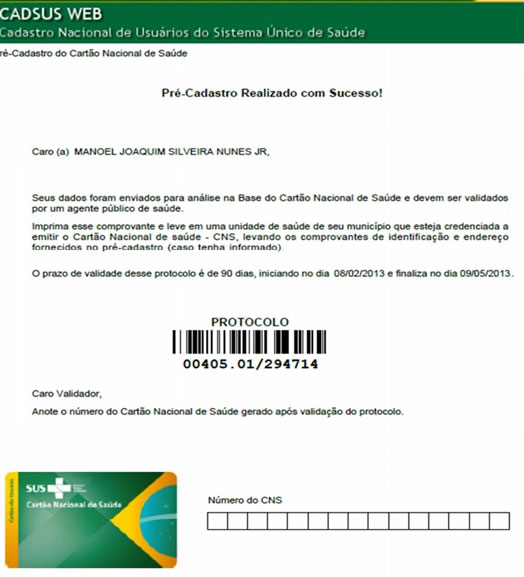 CADSUS WEB
Cadastro Nacional de Usuários do Sistema Único de Saúde
ré-Cadastro do Cartão Nacional de Saúde
Pré-Cadastro Realizado com Sucesso!
Caro (a) MANOEL JOAQUIM SILVEIRA NUNES JR,
Seus dados foram enviados para análise na Base do Cartão Nacional de Saúde e devem ser validados
por um agente público de saúde.
Imprima esse comprovante e leve em uma unidade de saúde de seu município que esteja credenciada a
emitir o Cartão Nacional de saúde - CNS, levando os comprovantes de identificação e endereço
fornecidos no pré-cadastro (caso tenha informado).
O prazo de validade desse protocolo é de 90 dias, iniciando no dia 08/02/2013 e finaliza no dia 09/05/2013.
PROTOCOLO
00405.01/294714
Caro Validador,
Anote o número do Cartão Nacional de Saúde gerado após validação do protocolo.
Cartão do Usuário
SUS
Cartão Nacional de Saúde
Número do CNS